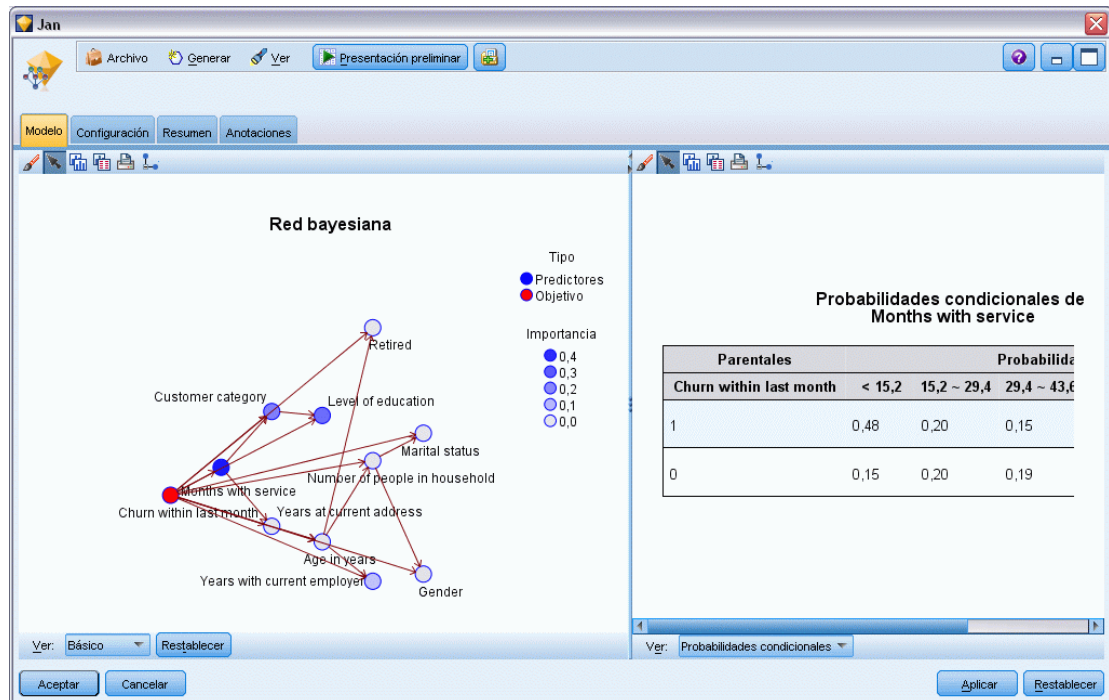 Jan
Archivo Generar Ver Presentación preliminar
Modelo Configuración Resumen Anotaciones
Red bayesiana
Tipo
Predictores
Objetivo
Importancia
0,4
0,3
0,2
0,1
0,0
Retired
Customer category
Level of education
Marital status
Number of people in household
Months with service
Churn within last month
Years at current address
Age in years
Years with current employer
Gender
Ver: Básico Restablecer
Probabilidades condicionales de
Months with service
Parentales Probabilida
Churn within last month < 15,2 15,2 ~ 29,4 29,4 ~ 43,6
1 0,48 0,20 0,15
0 0,15 0,20 0,19
Ver: Probabilidades condicionales
Aceptar Cancelar Aplicar Restablecer